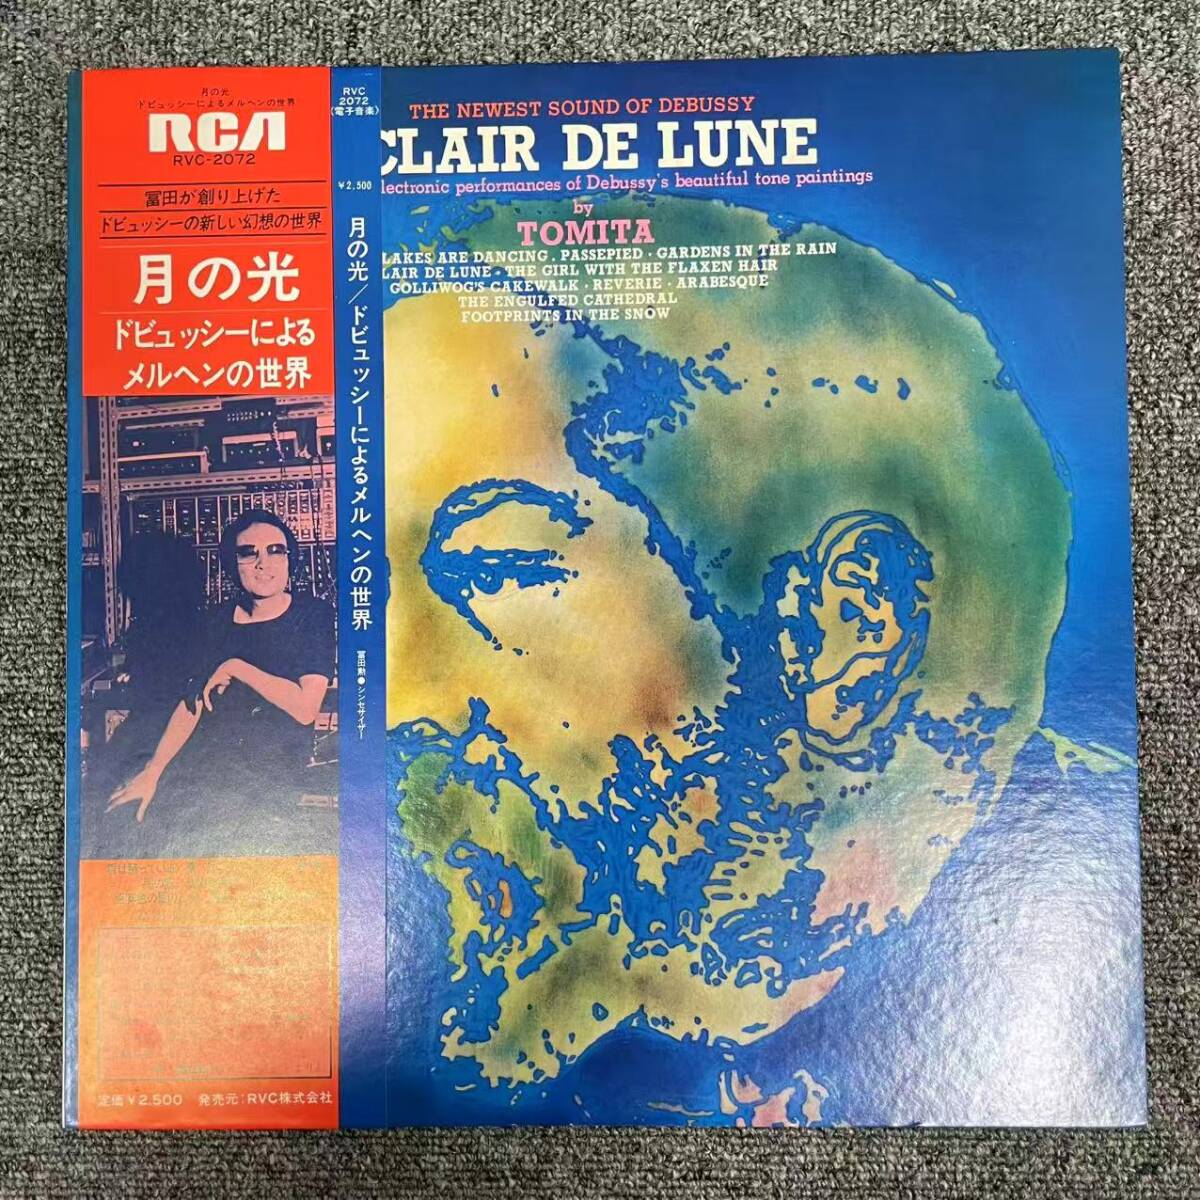 月の光
ドビュッシーによるメルヘンの世界
RCA
RVC-2072
冨田が創り上げた
ドビュッシーの新しい幻想の世界
月の光
ドビュッシーによる
メルヘンの世界
定価¥2,500 発売元:RVC株式会社
RVC
2072
(電子音楽)
¥2,500
月の光/ドビュッシーによるメルヘンの世界
冨田勲●シンセサイザー
THE NEWEST SOUND OF DEBUSSY
CLAIR DE LUNE
lectronic performances of Debussy's beautiful tone paintings
by
TOMITA
LAKES ARE DANCING . PASSEPIED · GARDENS IN THE RAIN
LAIR DE LUNE · THE GIRL WITH THE FLAXEN HAIR
GOLLIWOG'S CAKEWALK · REVERIE · ARABESQUE
THE ENGULFED CATHEDRAL
FOOTPRINTS IN THE SNOW